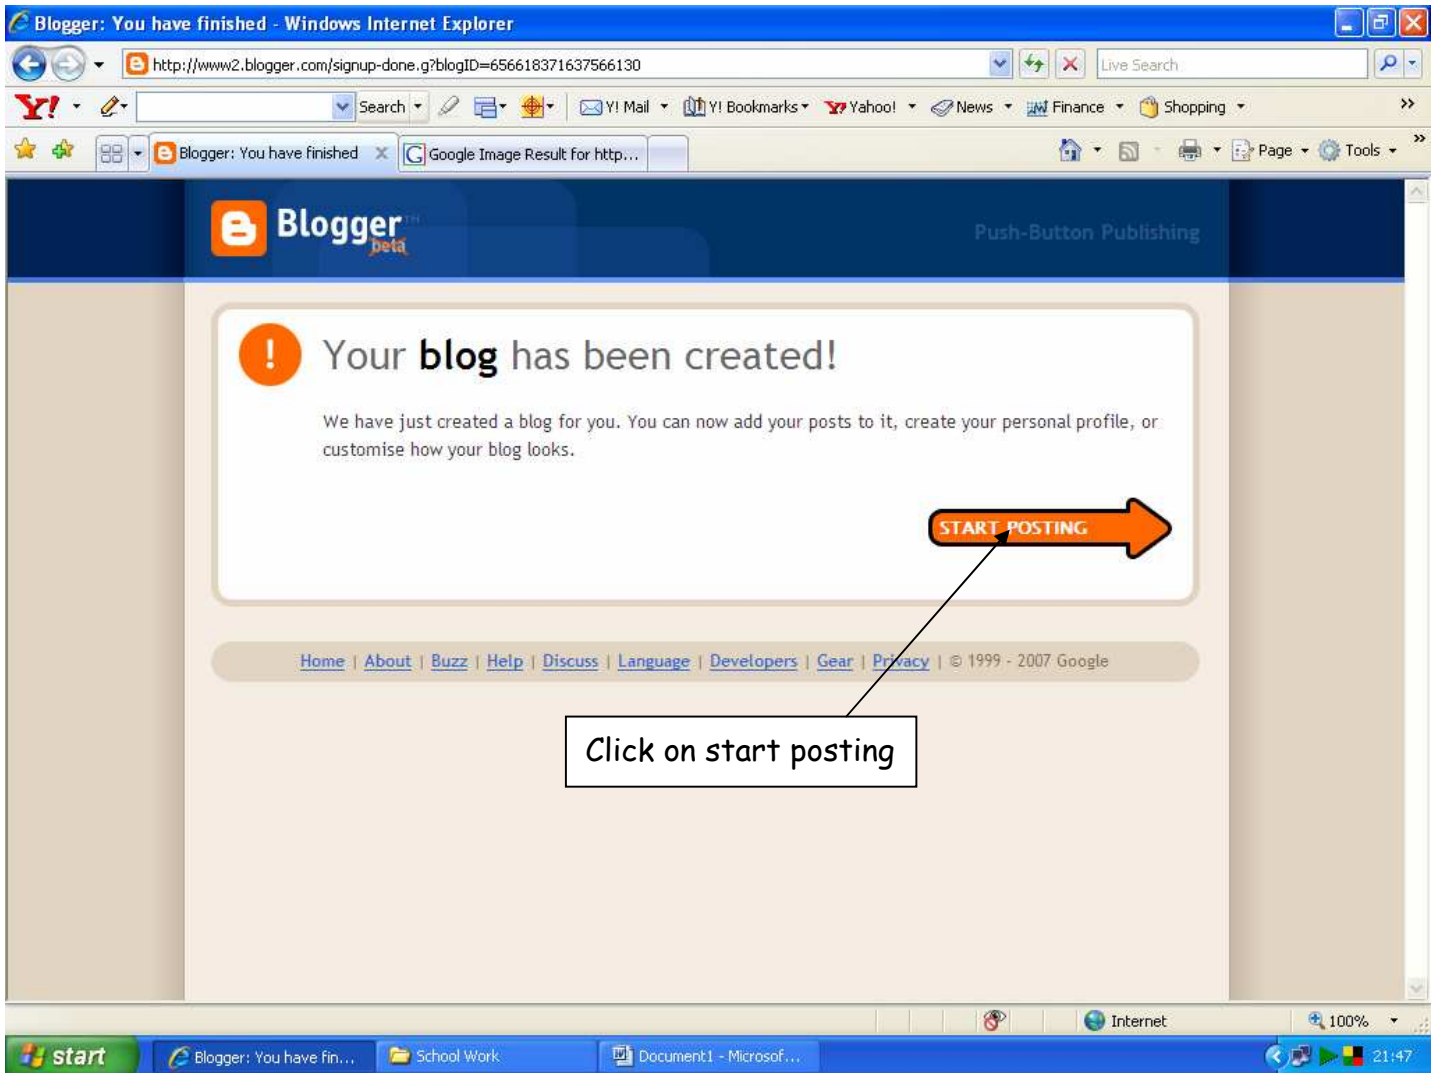 Blogger: You have finished - Windows Internet Explorer
http://www2.blogger.com/signup-done.g?blogID=656618371637566130
Live Search
Y! Search Y! Mail Y! Bookmarks Yahoo! News Finance Shopping
Blogger: You have finished Google Image Result for http... Page Tools
Blogger™
beta
Push-Button Publishing
! Your blog has been created!
We have just created a blog for you. You can now add your posts to it, create your personal profile, or
customise how your blog looks.
START POSTING
Home | About | Buzz | Help | Discuss | Language | Developers | Gear | Privacy | © 1999 - 2007 Google
Click on start posting
Internet 100%
start Blogger: You have fin... School Work Document1 - Microsof... 21:47